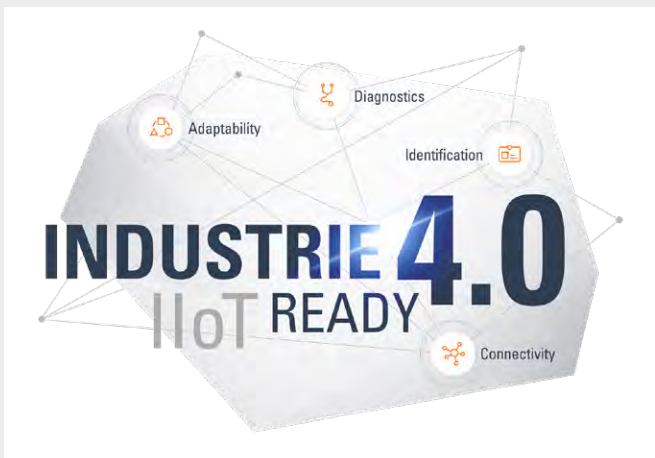 Diagnostics
Adaptability
Identification
INDUSTRIE 4.0
IIoT READY
Connectivity